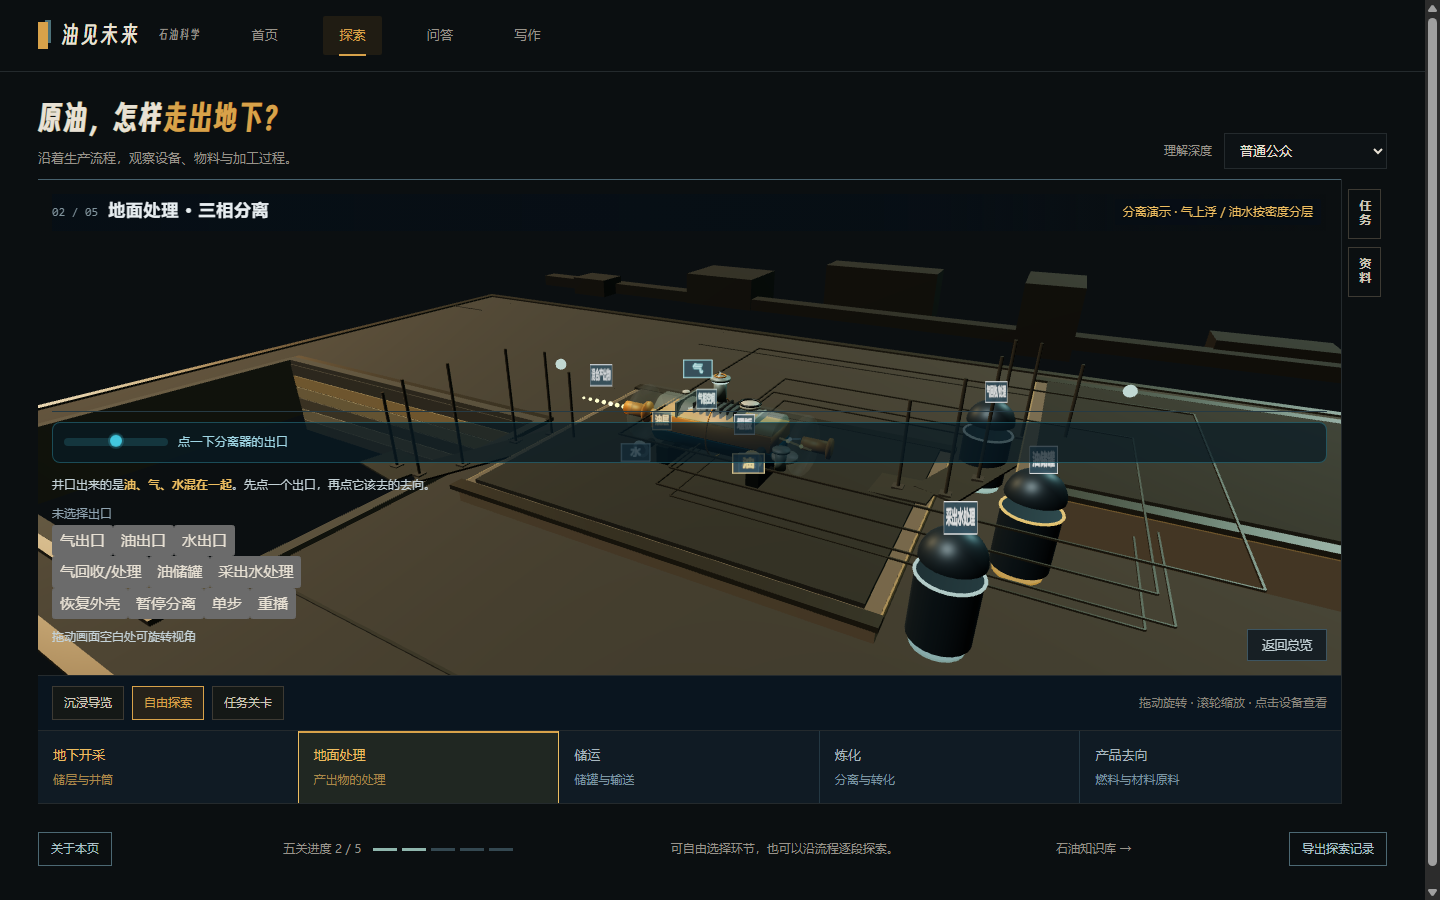 油见未来 石油科学 首页 探索 问答 写作
原油，怎样走出地下？
沿着生产流程，观察设备、物料与加工过程。
理解深度 普通公众
02 / 05 地面处理·三相分离
分离演示 · 气上浮 / 油水按密度分层
任务
资料
混合产出物
气
油
水
采出水处理
油储罐
点一下分离器的出口
井口出来的是油、气、水混在一起。先点一个出口，再点它该去的去向。
未选择出口
气出口 油出口 水出口
气回收/处理 油储罐 采出水处理
恢复外壳 暂停分离 单步 重播
拖动画面空白处可旋转视角
返回总览
沉浸导览 自由探索 任务关卡
拖动旋转 · 滚轮缩放 · 点击设备查看
地下开采 地面处理 储运 炼化 产品去向
储层与井筒 产出物的处理 储罐与输送 分离与转化 燃料与材料原料
关于本页 五关进度 2 / 5 可自由选择环节，也可以沿流程逐段探索。 石油知识库 → 导出探索记录